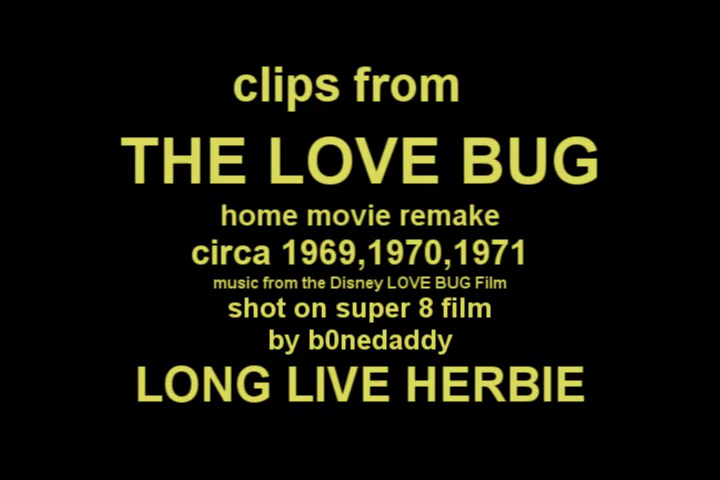 clips from
THE LOVE BUG
home movie remake
circa 1969,1970,1971
music from the Disney LOVE BUG Film
shot on super 8 film
by b0nedaddy
LONG LIVE HERBIE